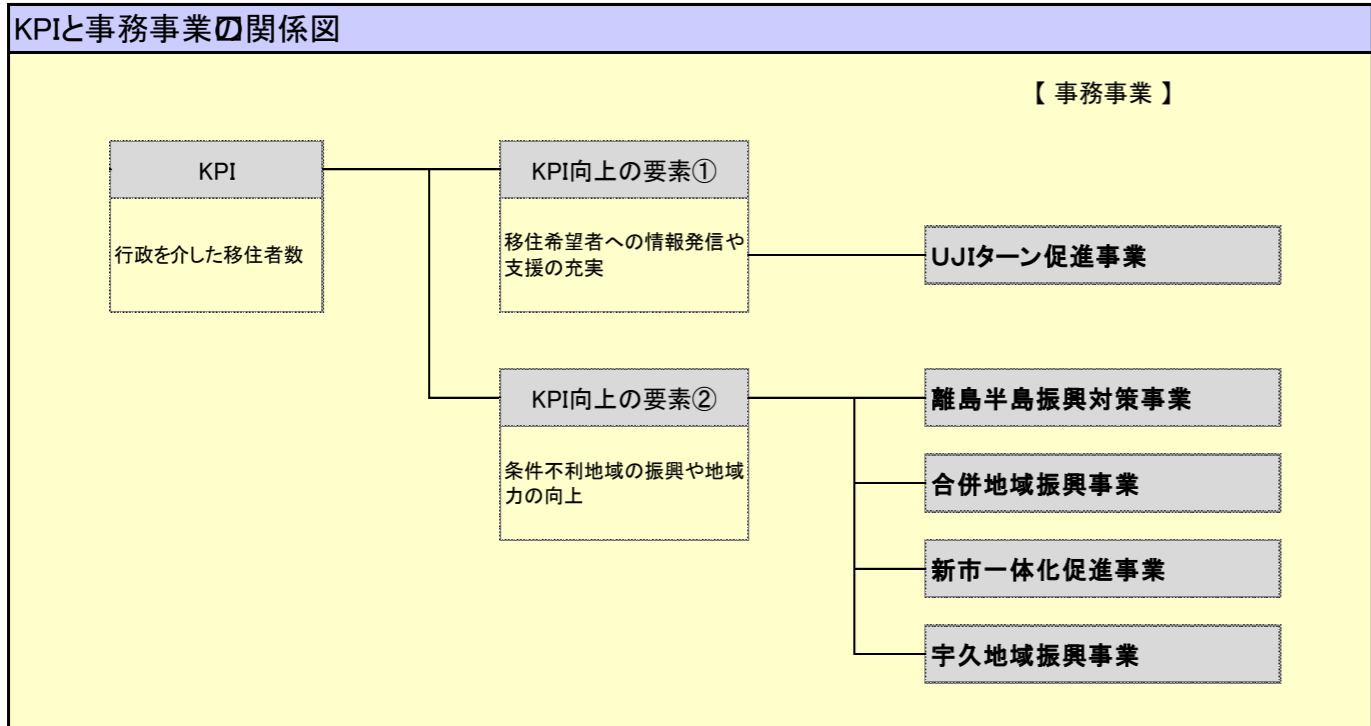 KPIと事務事業の関係図
【 事務事業 】
KPI
行政を介した移住者数
KPI向上の要素①
移住希望者への情報発信や
支援の充実
UJIターン促進事業
KPI向上の要素②
条件不利地域の振興や地域
力の向上
離島半島振興対策事業
合併地域振興事業
新市一体化促進事業
宇久地域振興事業